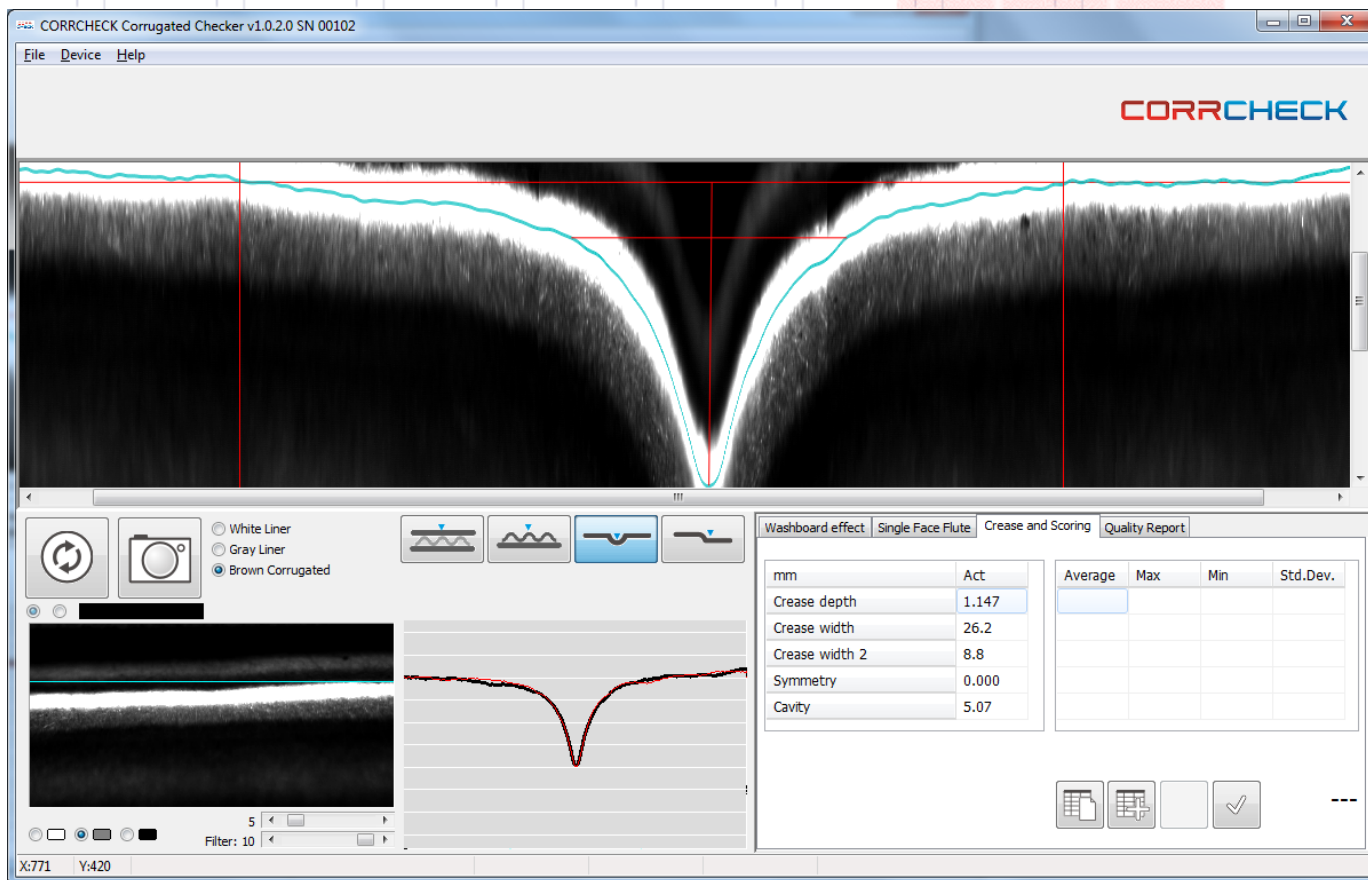 CORRCHECK Corrugated Checker v1.0.2.0 SN 00102
File Device Help
CORRCHECK
White Liner
Gray Liner
Brown Corrugated
Washboard effect Single Face Flute Crease and Scoring Quality Report
mm Act Average Max Min Std.Dev.
Crease depth 1.147
Crease width 26.2
Crease width 2 8.8
Symmetry 0.000
Cavity 5.07
5
Filter: 10
---
X:771 Y:420